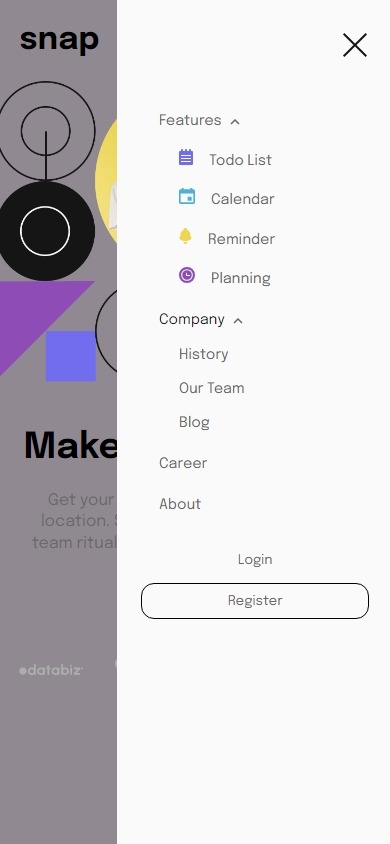 snap
Features
Todo List
Calendar
Reminder
Planning
Company
History
Our Team
Blog
Career
About
Login
Register
Make
Get your
location.
team ritual
databiz